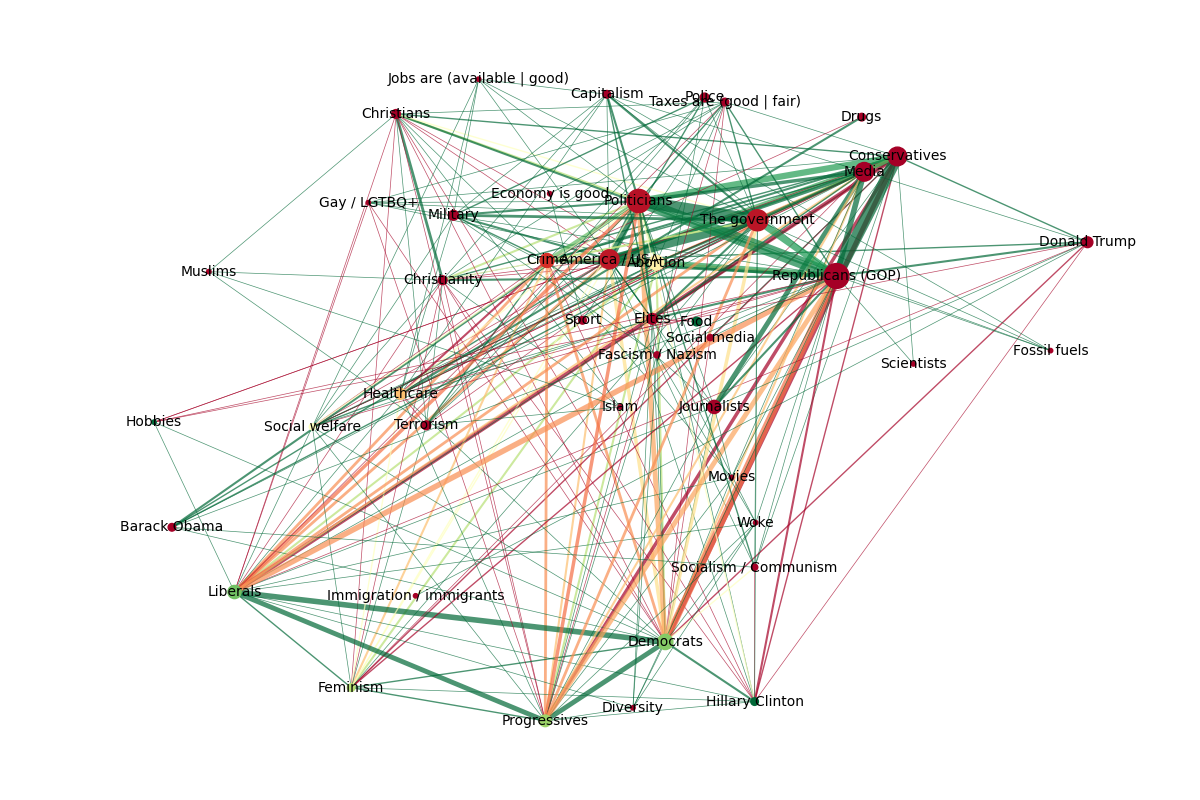 Jobs are (available | good)
Capitalism
Police
Taxes are (good | fair)
Christians
Drugs
Conservatives
Media
Economy is good
Gay / LGTBQ+
Politicians
Military
The government
Donald Trump
Crime
America / USA
Abortion
Muslims
Christianity
Republicans (GOP)
Sport
Elites
Food
Social media
Fascism / Nazism
Fossil fuels
Scientists
Healthcare
Islam
Journalists
Hobbies
Social welfare
Terrorism
Movies
Barack Obama
Woke
Socialism / Communism
Liberals
Immigration / immigrants
Democrats
Feminism
Diversity
Hillary Clinton
Progressives